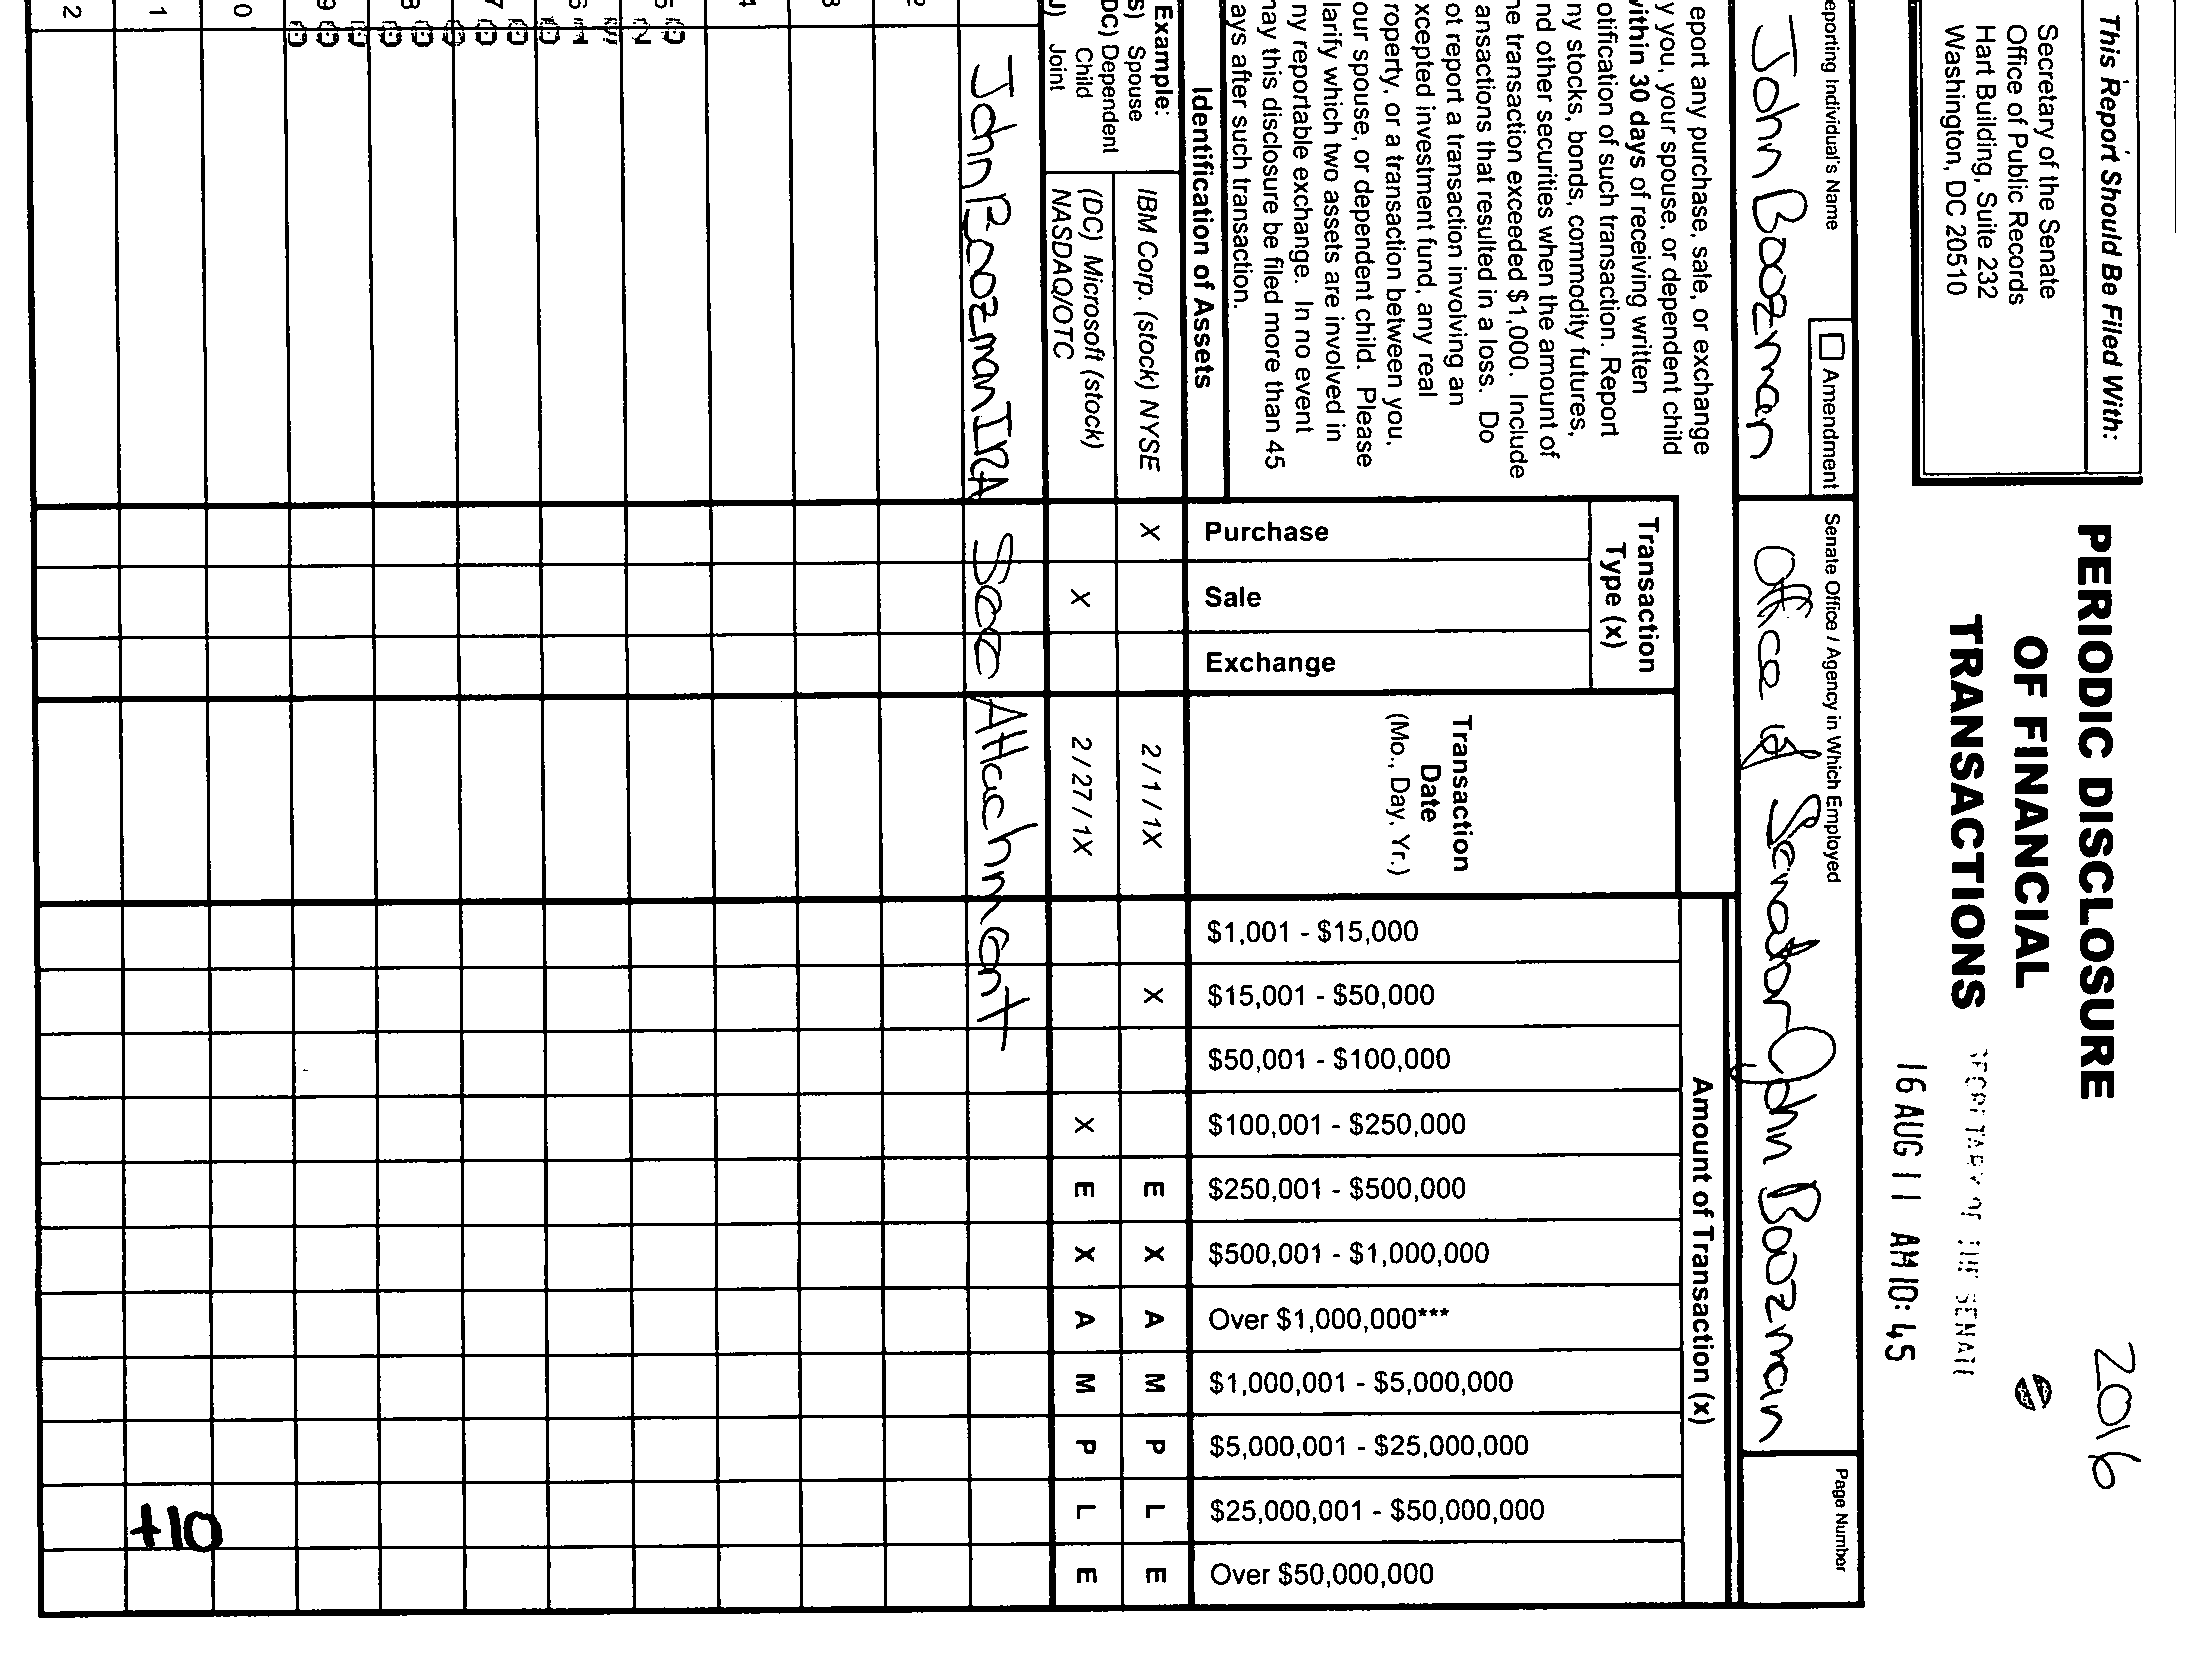 This Report Should Be Filed With:
Secretary of the Senate
Office of Public Records
Hart Building, Suite 232
Washington, DC 20510
PERIODIC DISCLOSURE
OF FINANCIAL
TRANSACTIONS
2016
SECRETARY OF THE SENATE
16 AUG 11 AM 10:45
eporting Individual's Name
Amendment
John Boozman
Senate Office / Agency in Which Employed
Office of Senator John Boozman
Page Number
eport any purchase, sale, or exchange
y you, your spouse, or dependent child
vithin 30 days of receiving written
otification of such transaction. Report
ny stocks, bonds, commodity futures,
nd other securities when the amount of
he transaction exceeded $1,000. Include
ansactions that resulted in a loss. Do
ot report a transaction involving an
xcepted investment fund, any real
roperty, or a transaction between you,
our spouse, or dependent child. Please
larify which two assets are involved in
ny reportable exchange. In no event
nay this disclosure be filed more than 45
ays after such transaction.
Identification of Assets
Transaction
Type (x)
Purchase
Sale
Exchange
Transaction
Date
(Mo., Day, Yr.)
Amount of Transaction (x)
$1,001 - $15,000
$15,001 - $50,000
$50,001 - $100,000
$100,001 - $250,000
$250,001 - $500,000
$500,001 - $1,000,000
Over $1,000,000***
$1,000,001 - $5,000,000
$5,000,001 - $25,000,000
$25,000,001 - $50,000,000
Over $50,000,000
Example:
S) Spouse
DC) Dependent
Child
J) Joint
IBM Corp. (stock) NYSE X 2 / 1 / 1X X E X A M P L E
(DC) Microsoft (stock)
NASDAQ/OTC X 2 / 27 / 1X X E X A M P L E
John Boozman IRA See Attachment
3
4
5
6
7
8
9
0
1
2
+10